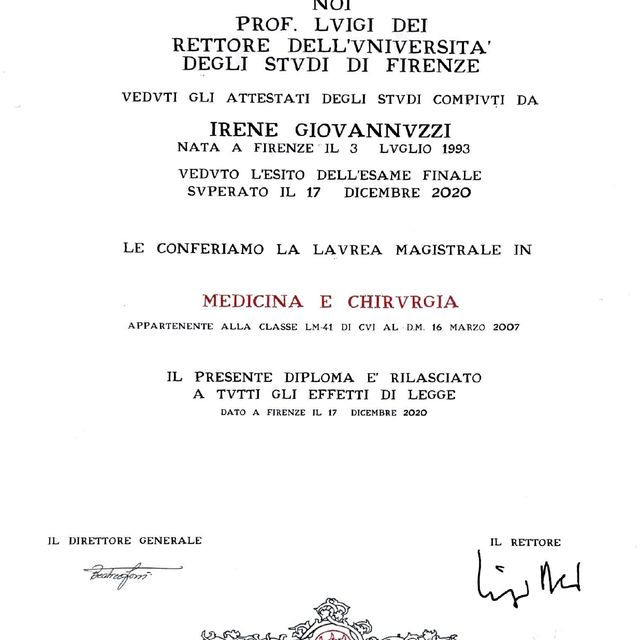 NOI
PROF. LVIGI DEI
RETTORE DELL'VNIVERSITA'
DEGLI STVDI DI FIRENZE
VEDVTI GLI ATTESTATI DEGLI STVDI COMPIVTI DA
IRENE GIOVANNVZZI
NATA A FIRENZE IL 3 LVGLIO 1993
VEDVTO L'ESITO DELL'ESAME FINALE
SVPERATO IL 17 DICEMBRE 2020
LE CONFERIAMO LA LAVREA MAGISTRALE IN
MEDICINA E CHIRVRGIA
APPARTENENTE ALLA CLASSE LM-41 DI CVI AL D.M. 16 MARZO 2007
IL PRESENTE DIPLOMA E' RILASCIATO
A TVTTI GLI EFFETTI DI LEGGE
DATO A FIRENZE IL 17 DICEMBRE 2020
IL DIRETTORE GENERALE
IL RETTORE